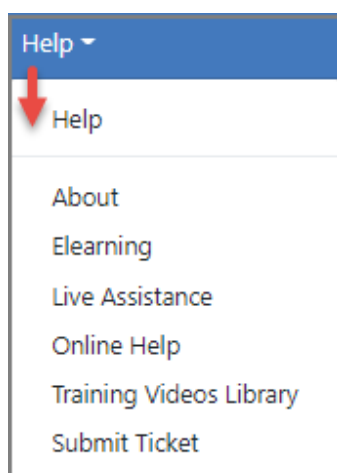 Help
Help
About
Elearning
Live Assistance
Online Help
Training Videos Library
Submit Ticket